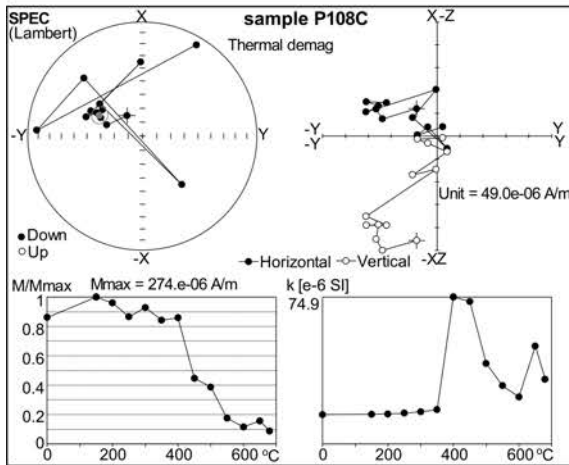 SPEC
(Lambert)
sample P108C
Thermal demag
X
-Y
Y
-X
Down
Up
X -Z
-Y
-Y
Y
Y
Unit = 49.0e-06 A/m
-XZ
Horizontal
Vertical
M/Mmax
Mmax = 274.e-06 A/m
1
0.8
0.6
0.4
0.2
0
0
200
400
600 °C
k [e-6 SI]
74.9
0
200
400
600 °C